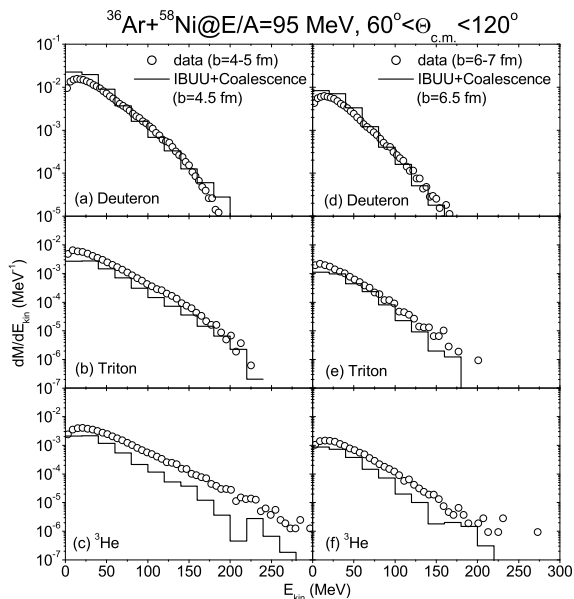 ³⁶Ar+⁵⁸Ni@E/A=95 MeV, 60°<Θc.m.<120°
10⁻¹
10⁻²
10⁻³
10⁻⁴
10⁻⁵
data (b=4-5 fm)
IBUU+Coalescence
(b=4.5 fm)
(a) Deuteron
data (b=6-7 fm)
IBUU+Coalescence
(b=6.5 fm)
(d) Deuteron
dM/dEkin (MeV⁻¹)
10⁻²
10⁻³
10⁻⁴
10⁻⁵
10⁻⁶
10⁻⁷
(b) Triton
(e) Triton
10⁻²
10⁻³
10⁻⁴
10⁻⁵
10⁻⁶
10⁻⁷
(c) ³He
(f) ³He
0 50 100 150 200 250 0 50 100 150 200 250 300
Ekin (MeV)